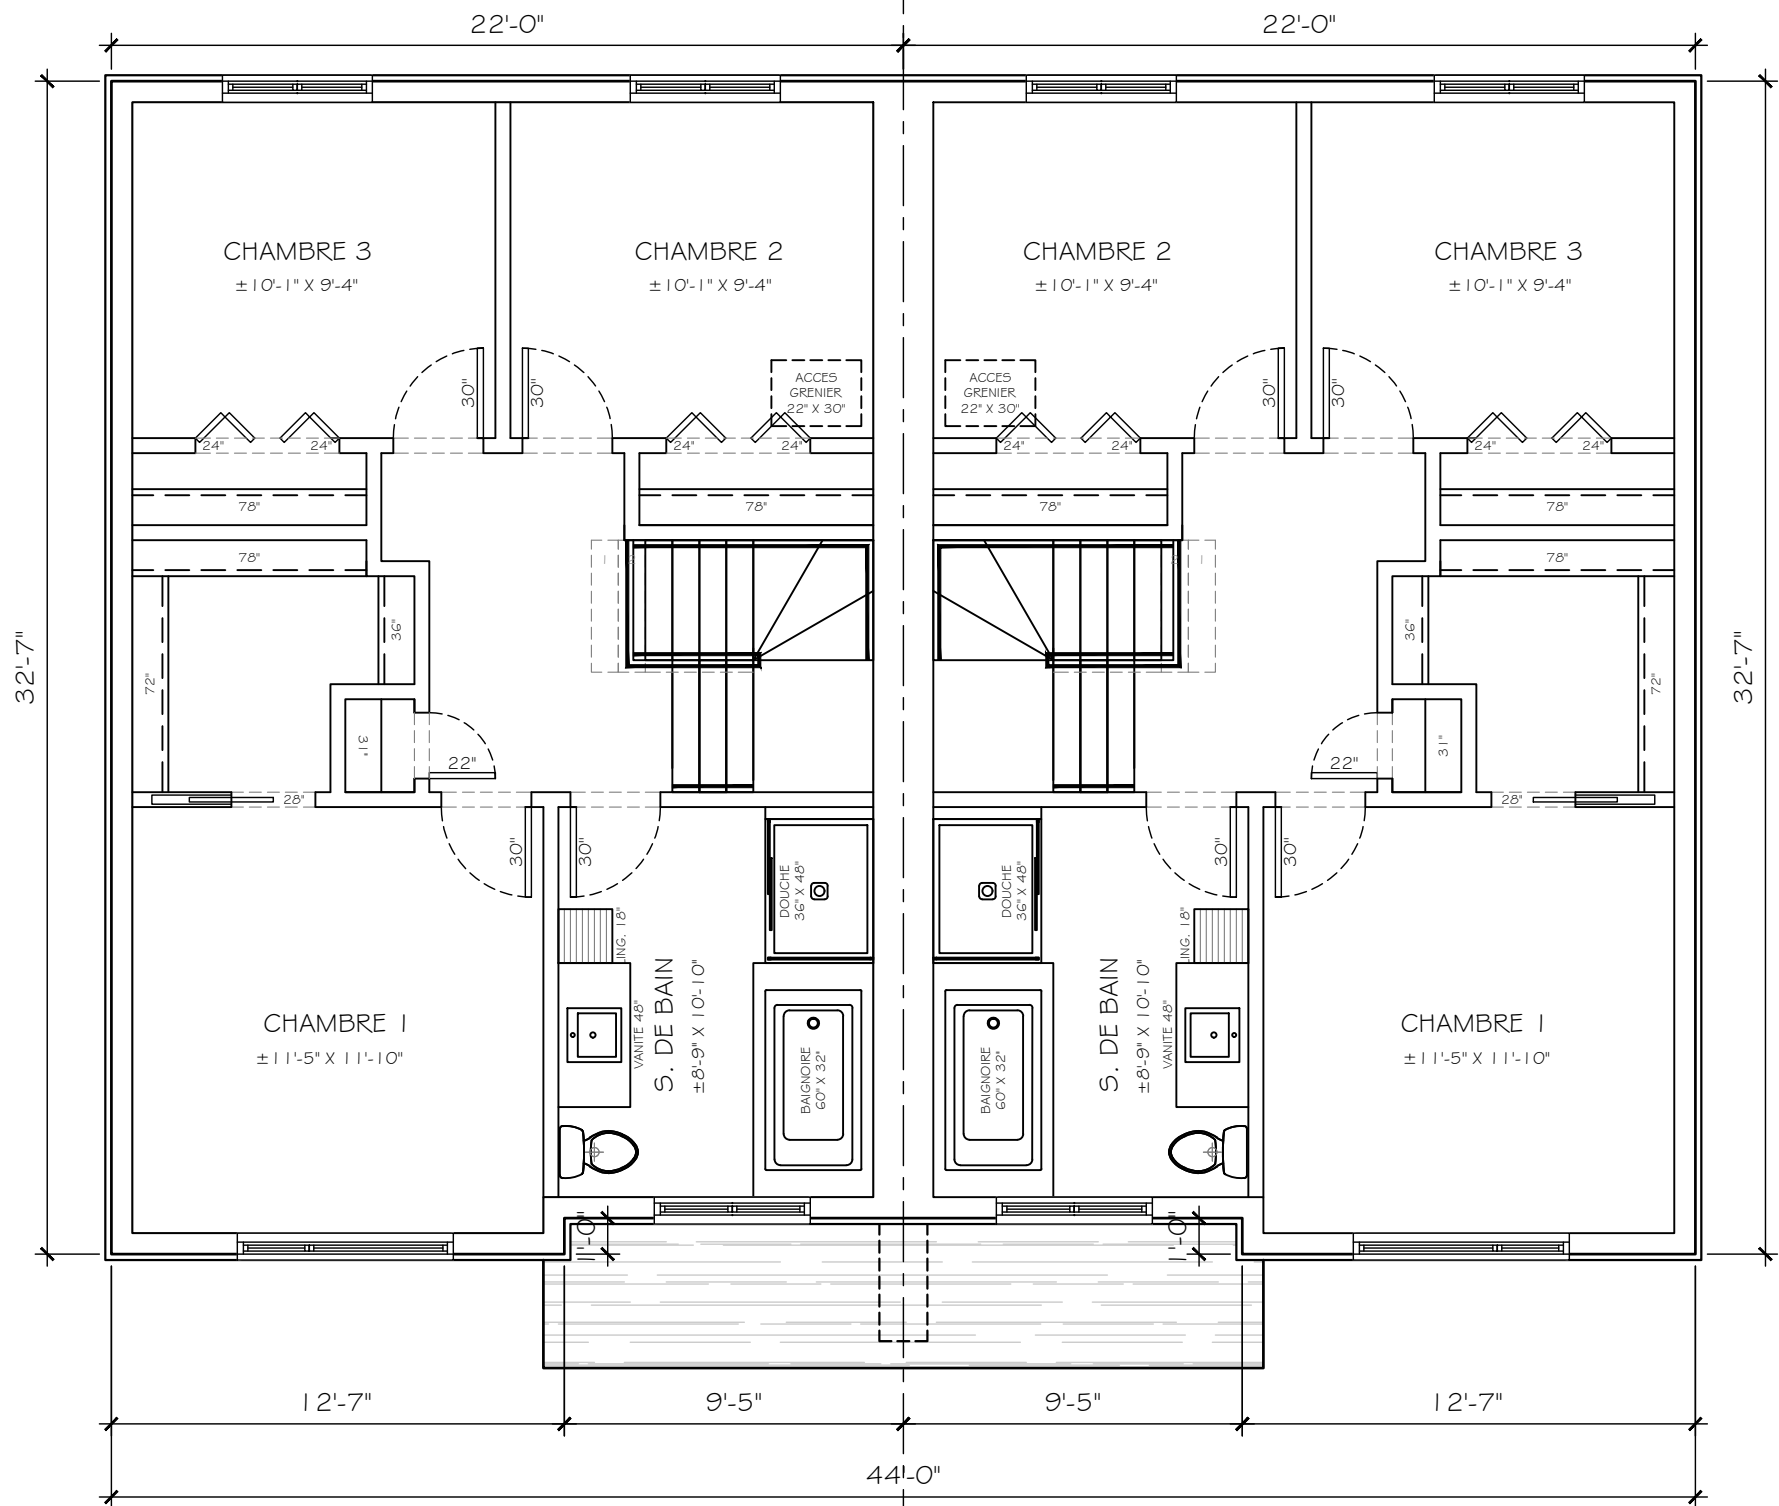 22'-0"
22'-0"
CHAMBRE 3
±10'-1" X 9'-4"
CHAMBRE 2
±10'-1" X 9'-4"
CHAMBRE 2
±10'-1" X 9'-4"
CHAMBRE 3
±10'-1" X 9'-4"
30"
30"
ACCES
GRENIER
22" X 30"
ACCES
GRENIER
22" X 30"
30"
30"
24"
24"
24"
24"
24"
24"
24"
24"
78"
78"
78"
78"
78"
78"
32'-7"
72"
36"
36"
72"
32'-7"
31"
22"
22"
31"
28"
28"
30"
30"
30"
30"
DOUCHE
36" X 48"
DOUCHE
36" X 48"
LING. 18"
LING. 18"
CHAMBRE 1
±11'-5" X 11'-10"
VANITE 48"
S. DE BAIN
±8'-9" X 10'-10"
BAIGNOIRE
60" X 32"
BAIGNOIRE
60" X 32"
S. DE BAIN
±8'-9" X 10'-10"
VANITE 48"
CHAMBRE 1
±11'-5" X 11'-10"
1'-0"
1'-0"
12'-7"
9'-5"
9'-5"
12'-7"
44'-0"